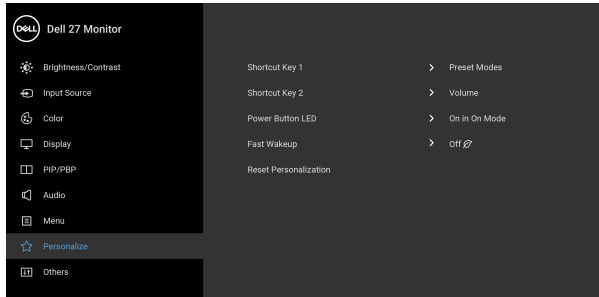 DELL Dell 27 Monitor
Brightness/Contrast
Input Source
Color
Display
PIP/PBP
Audio
Menu
Personalize
Others
Shortcut Key 1 Preset Modes
Shortcut Key 2 Volume
Power Button LED On in On Mode
Fast Wakeup Off
Reset Personalization